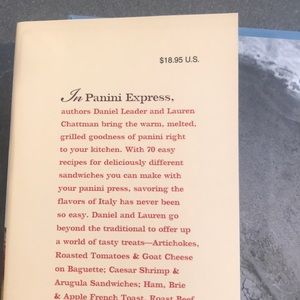 $18.95 U.S.
In Panini Express,
authors Daniel Leader and Lauren
Chattman bring the warm, melted,
grilled goodness of panini right
to your kitchen. With 70 easy
recipes for deliciously different
sandwiches you can make with
your panini press, savoring the
flavors of Italy has never been
so easy. Daniel and Lauren go
beyond the traditional to offer up
a world of tasty treats—Artichokes,
Roasted Tomatoes & Goat Cheese
on Baguette; Caesar Shrimp &
Arugula Sandwiches; Ham, Brie
& Apple French Toast, Roast Beef,